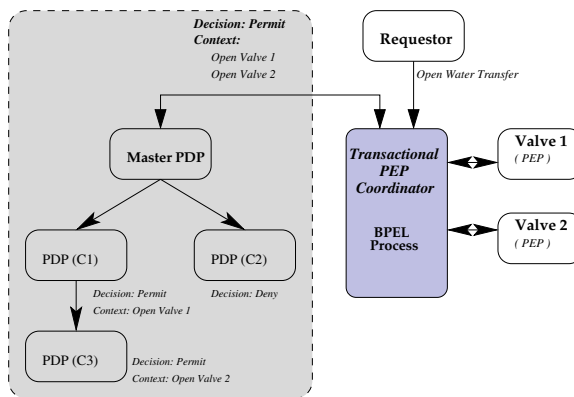 Decision: Permit
Context:
Open Valve 1
Open Valve 2
Requestor
Open Water Transfer
Master PDP
Transactional
PEP
Coordinator
BPEL
Process
Valve 1
( PEP )
Valve 2
( PEP )
PDP (C1)
PDP (C2)
Decision: Permit
Context: Open Valve 1
Decision: Deny
PDP (C3)
Decision: Permit
Context: Open Valve 2